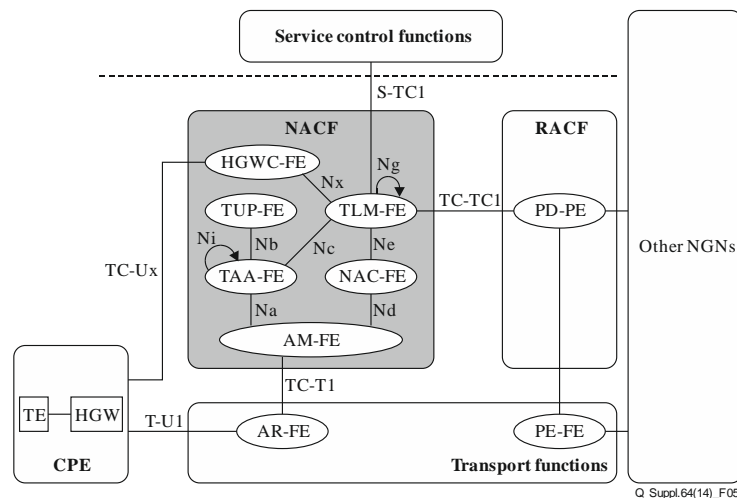 Service control functions
S-TC1
NACF
RACF
HGWC-FE
Ng
Nx
TC-TC1
TUP-FE
TLM-FE
PD-PE
Ni
Nb
Nc
Ne
Other NGNs
TC-Ux
TAA-FE
NAC-FE
Na
Nd
AM-FE
TC-T1
TE
HGW
T-U1
AR-FE
PE-FE
CPE
Transport functions
Q Suppl.64(14)_F05